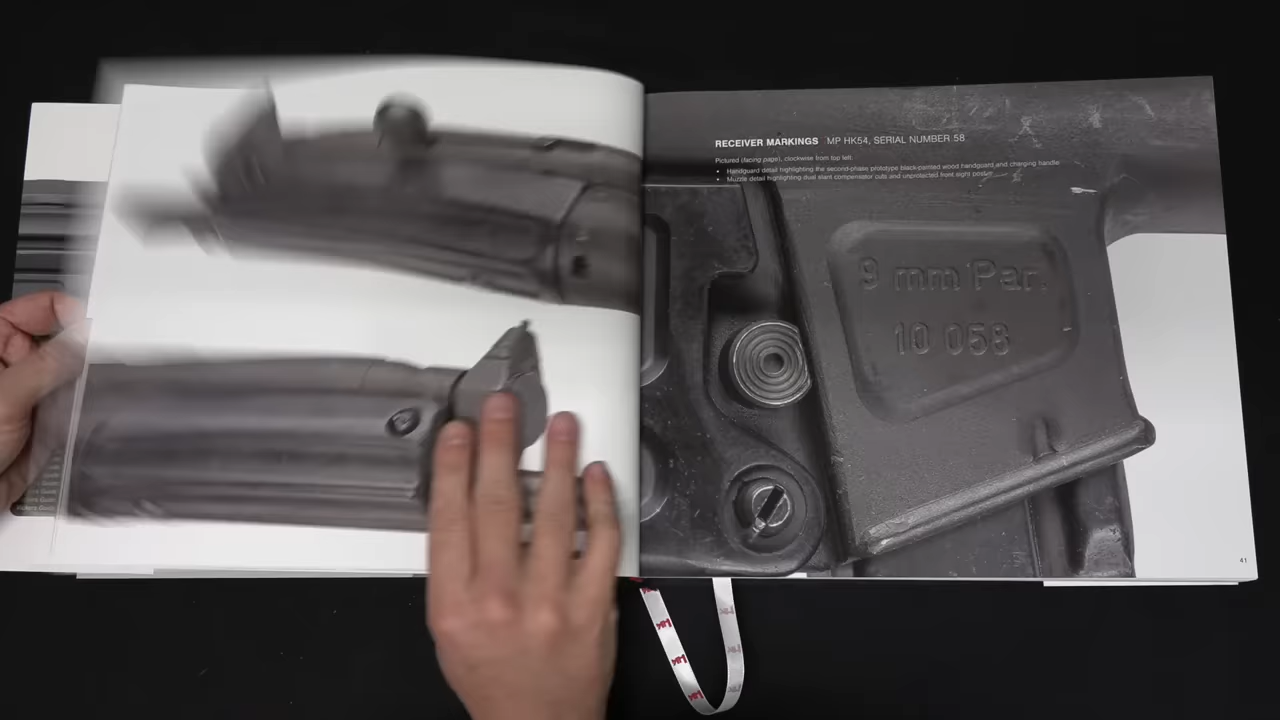 RECEIVER MARKINGS MP HK54, SERIAL NUMBER 58
Pictured (facing page), clockwise from top left:
• Handguard detail highlighting the second-phase prototype black-painted wood handguard and charging handle
• Muzzle detail highlighting dual slant compensator cuts and unprotected front sight post
9 mm Par.
10 058
41